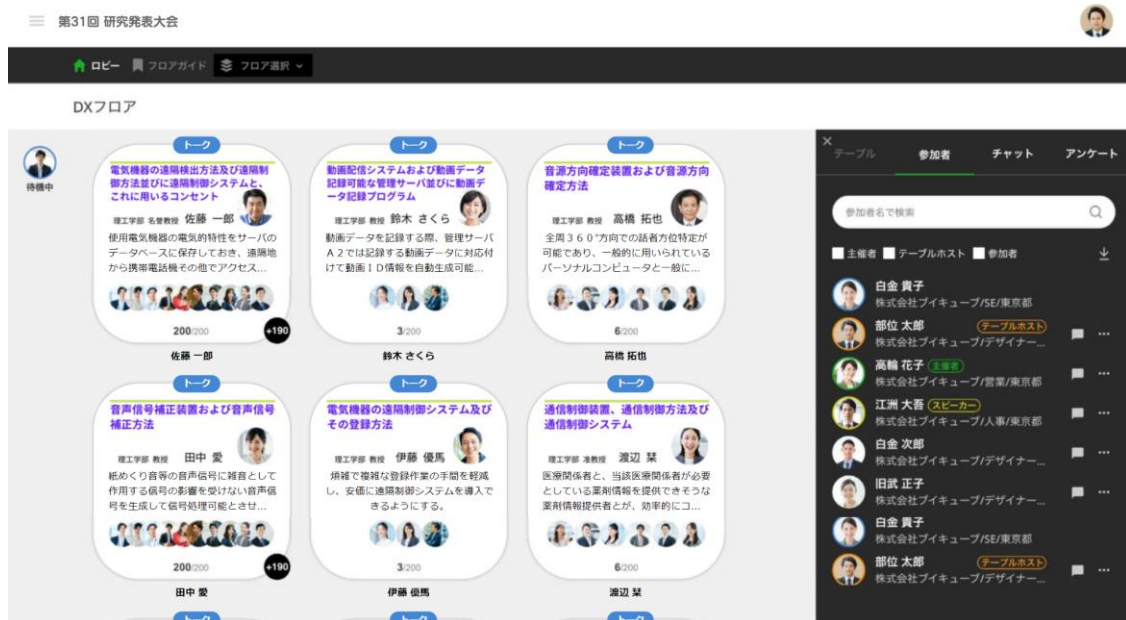 第31回 研究発表大会
ロビー フロアガイド フロア選択
DXフロア
待機中
トーク
電気機器の遠隔検出方法及び遠隔制
御方法並びに遠隔制御システムと、
これに用いるコンセント
理工学部 名誉教授 佐藤 一郎
使用電気機器の電気的特性をサーバの
データベースに保存しておき、遠隔地
から携帯電話機その他でアクセス...
200/200
+190
佐藤 一郎
トーク
動画配信システムおよび動画データ
記録可能な管理サーバ並びに動画デ
ータ記録プログラム
理工学部 教授 鈴木 さくら
動画データを記録する際、管理サーバ
A2では記録する動画データに対応付
けて動画ID情報を自動生成可能...
3/200
鈴木 さくら
トーク
音源方向確定装置および音源方向
確定方法
理工学部 教授 高橋 拓也
全周360°方向での話者方位特定が
可能であり、一般的に用いられている
パーソナルコンピュータと一般に...
6/200
高橋 拓也
トーク
音声信号補正装置および音声信号
補正方法
理工学部 教授 田中 愛
紙めくり音等の音声信号に雑音として
作用する信号の影響を受けない音声信
号を生成して信号処理可能とさせ...
200/200
+190
田中 愛
トーク
電気機器の遠隔制御システム及び
その登録方法
理工学部 教授 伊藤 優馬
煩雑で複雑な登録作業の手間を軽減
し、安価に遠隔制御システムを導入で
きるようにする。
3/200
伊藤 優馬
トーク
通信制御装置、通信制御方法及び
通信制御システム
理工学部 准教授 渡辺 栞
医療関係者と、当該医療関係者が必要
としている薬剤情報を提供できそうな
薬剤情報提供者とが、効率的にコ...
6/200
渡辺 栞
トーク
トーク
トーク
テーブル 参加者 チャット アンケート
参加者名で検索
主催者 テーブルホスト 参加者
白金 貴子
株式会社ブイキューブ/SE/東京都
部位 太郎 テーブルホスト
株式会社ブイキューブ/デザイナー...
高輪 花子 主催者
株式会社ブイキューブ/営業/東京都
江洲 大吾 スピーカー
株式会社ブイキューブ/人事/東京都
白金 次郎
株式会社ブイキューブ/デザイナー...
旧武 正子
株式会社ブイキューブ/デザイナー...
白金 貴子
株式会社ブイキューブ/SE/東京都
部位 太郎 テーブルホスト
株式会社ブイキューブ/デザイナー...